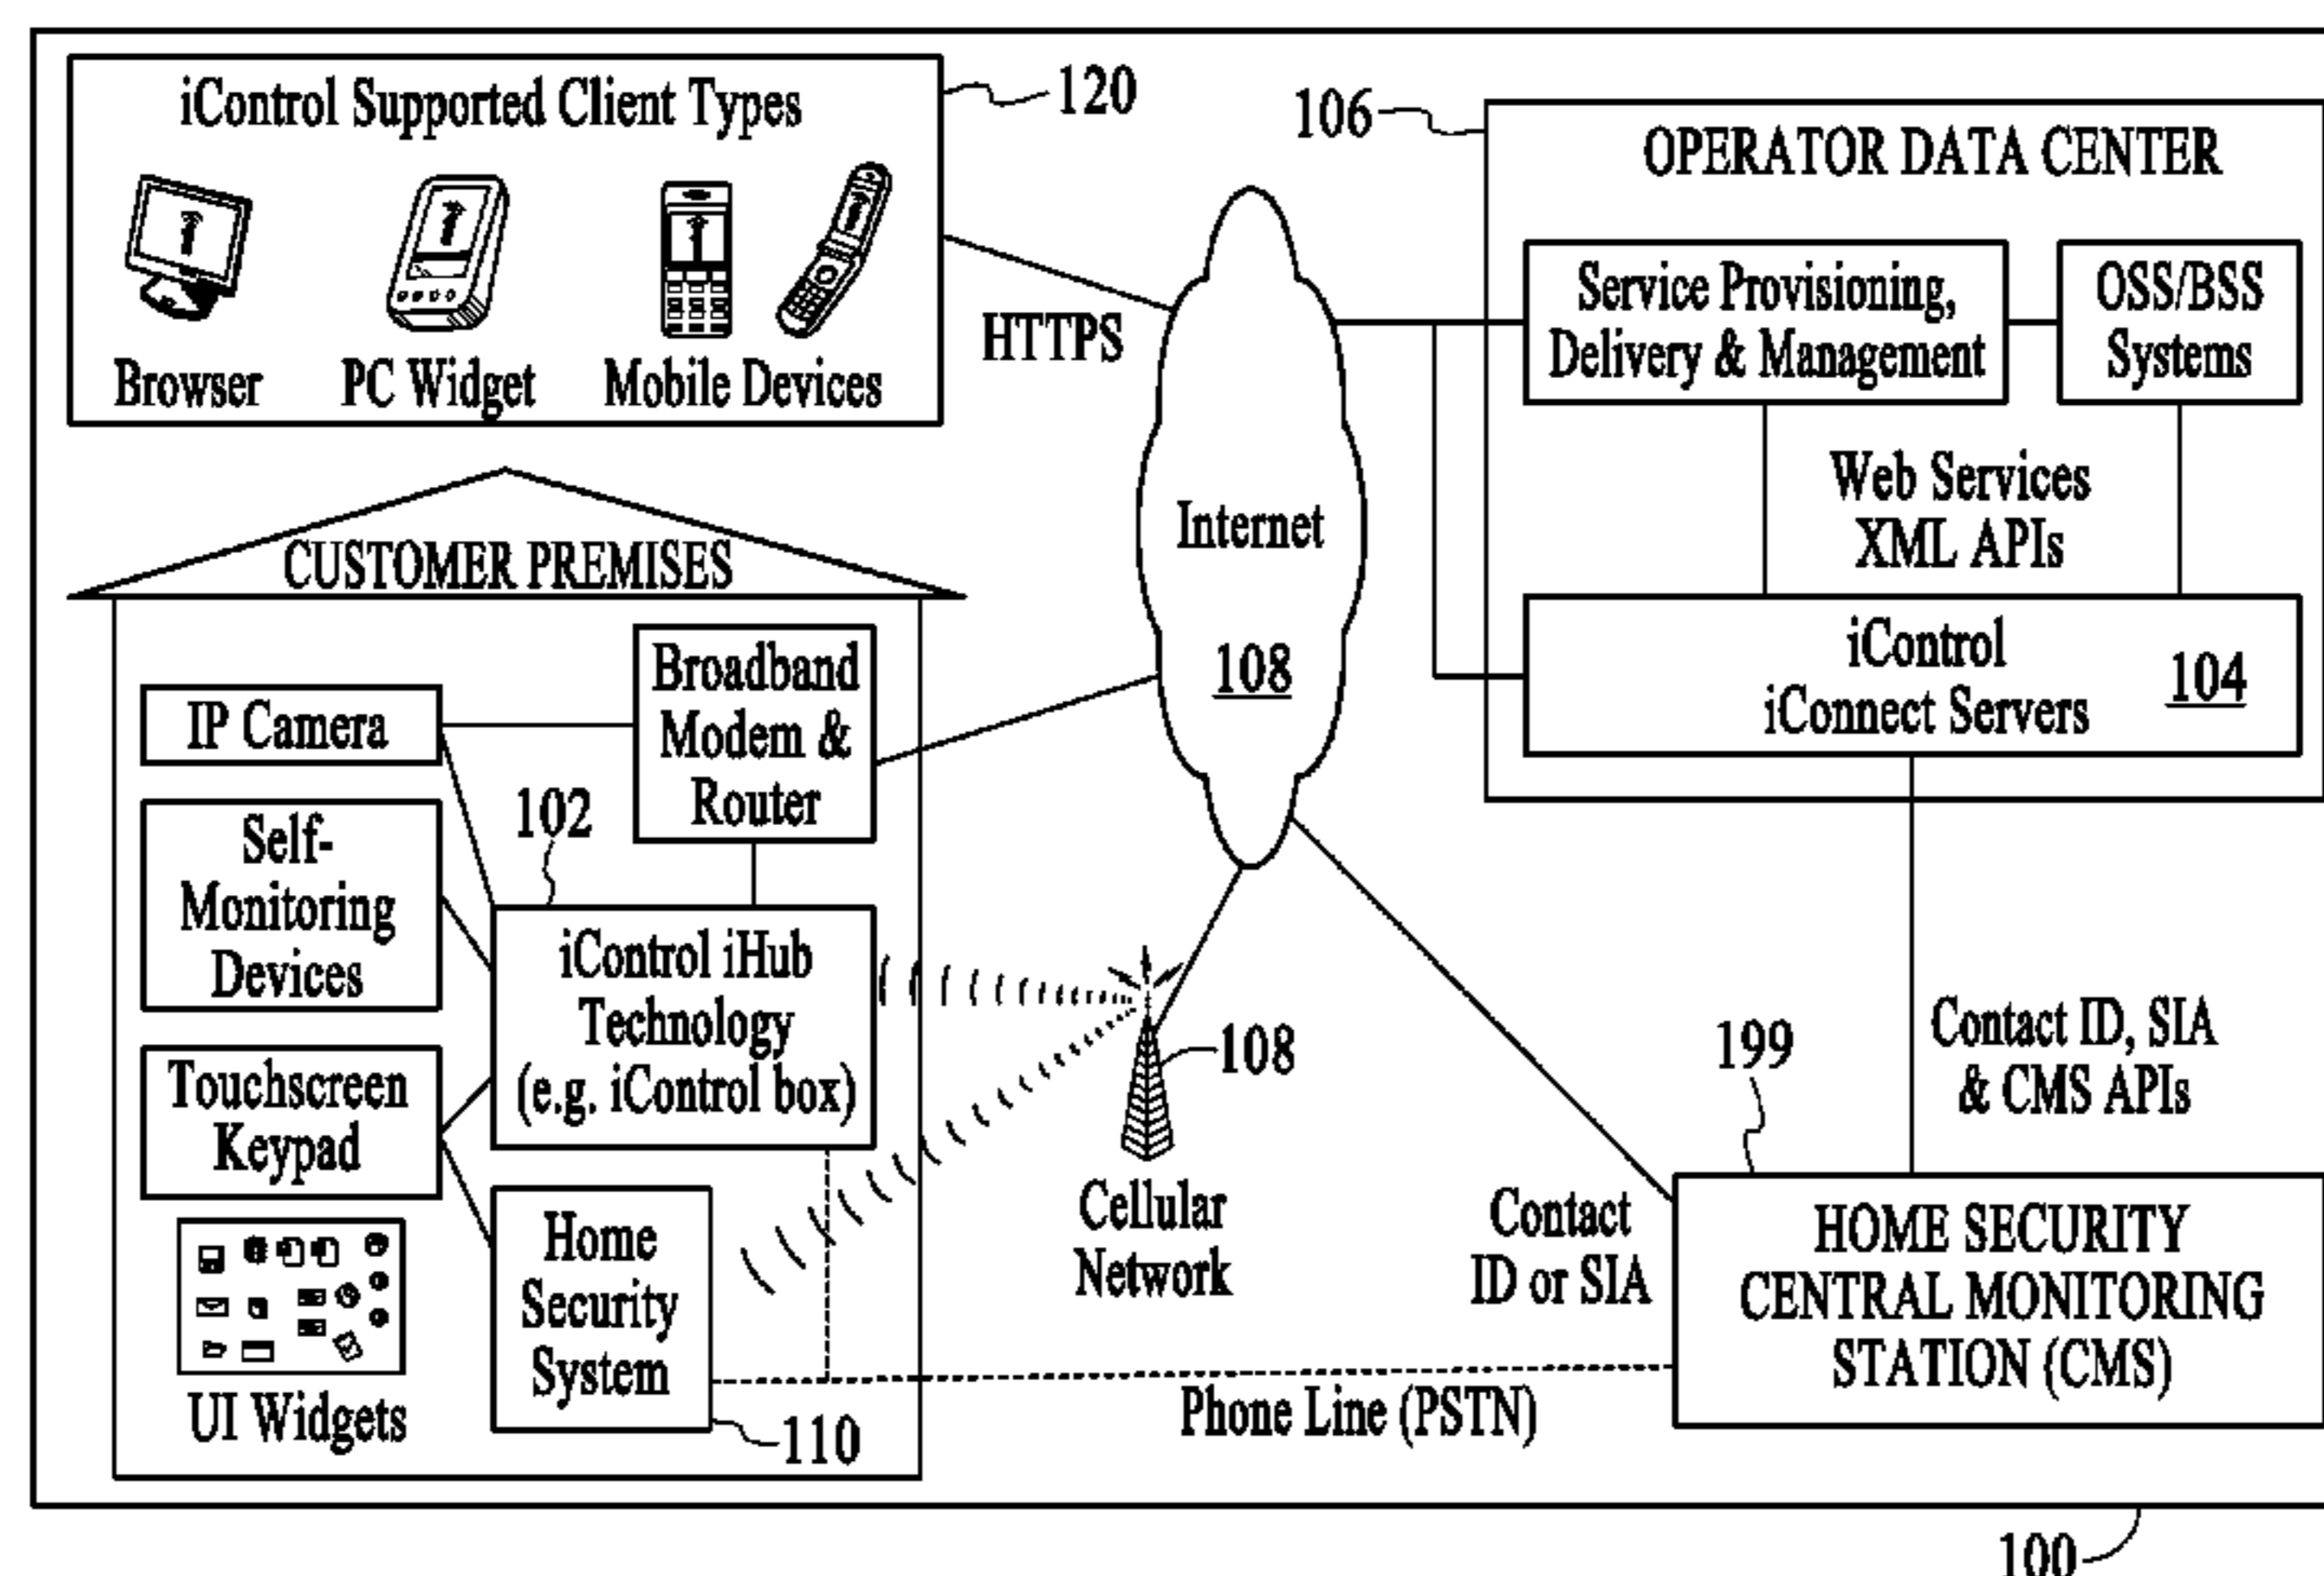 iControl Supported Client Types
120
Browser
PC Widget
Mobile Devices
HTTPS
106
OPERATOR DATA CENTER
Service Provisioning,
Delivery & Management
OSS/BSS
Systems
Web Services
XML APIs
iControl
iConnect Servers
104
Internet
108
CUSTOMER PREMISES
IP Camera
Broadband
Modem &
Router
102
Self-
Monitoring
Devices
iControl iHub
Technology
(e.g. iControl box)
Touchscreen
Keypad
UI Widgets
Home
Security
System
110
108
Cellular
Network
Contact
ID or SIA
Phone Line (PSTN)
199
Contact ID, SIA
& CMS APIs
HOME SECURITY
CENTRAL MONITORING
STATION (CMS)
100